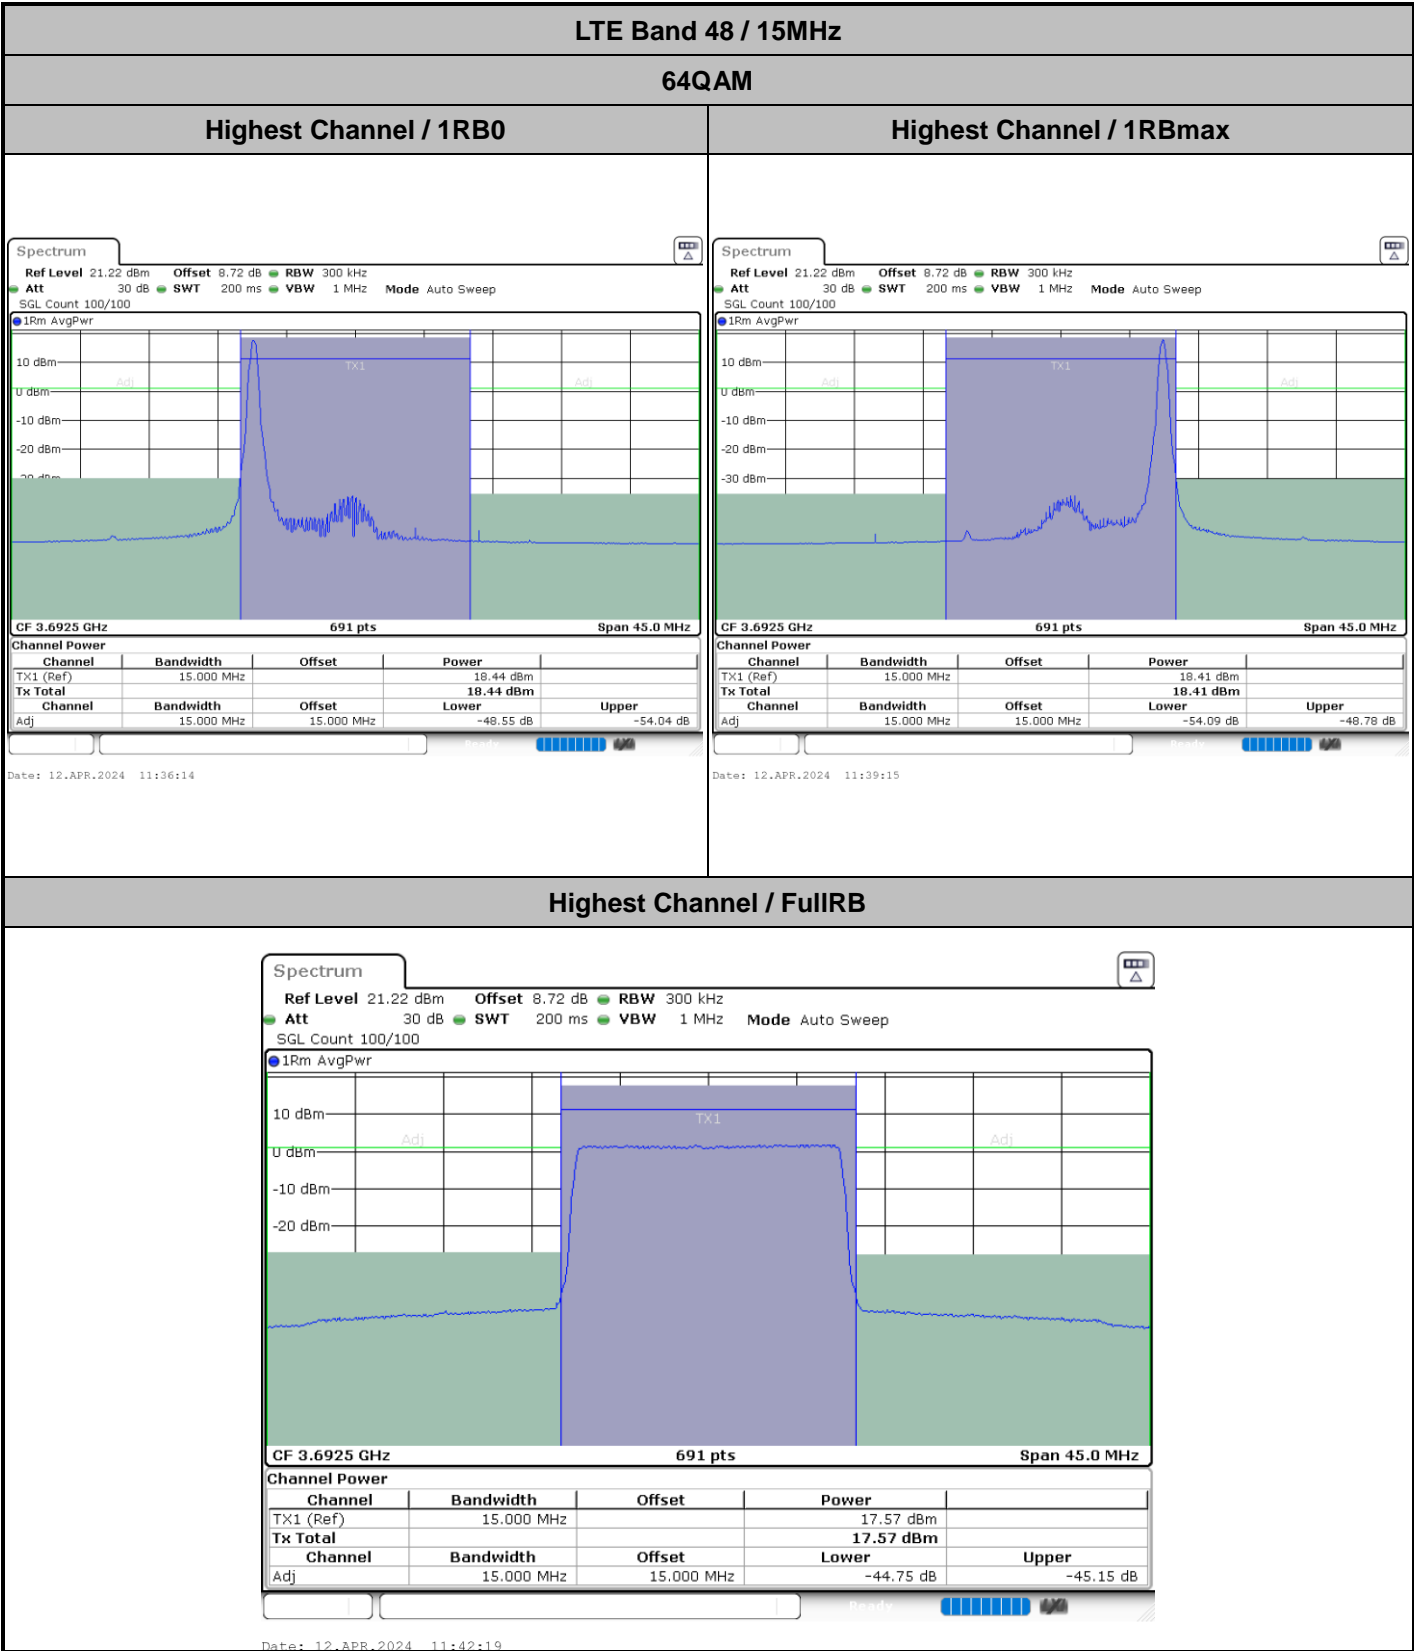 LTE Band 48 / 15MHz
64QAM
Highest Channel / 1RB0
Highest Channel / 1RBmax
Spectrum
Ref Level 21.22 dBm Offset 8.72 dB RBW 300 kHz
Att 30 dB SWT 200 ms VBW 1 MHz Mode Auto Sweep
SGL Count 100/100
1Rm AvgPwr
10 dBm
TX1
Adj
Adj
0 dBm
-10 dBm
-20 dBm
CF 3.6925 GHz 691 pts Span 45.0 MHz
Channel Power
Channel Bandwidth Offset Power
TX1 (Ref) 15.000 MHz 18.44 dBm
Tx Total 18.44 dBm
Channel Bandwidth Offset Lower Upper
Adj 15.000 MHz 15.000 MHz -48.55 dB -54.04 dB
Ready
Date: 12.APR.2024 11:36:14
Spectrum
Ref Level 21.22 dBm Offset 8.72 dB RBW 300 kHz
Att 30 dB SWT 200 ms VBW 1 MHz Mode Auto Sweep
SGL Count 100/100
1Rm AvgPwr
10 dBm
TX1
Adj
Adj
0 dBm
-10 dBm
-20 dBm
-30 dBm
CF 3.6925 GHz 691 pts Span 45.0 MHz
Channel Power
Channel Bandwidth Offset Power
TX1 (Ref) 15.000 MHz 18.41 dBm
Tx Total 18.41 dBm
Channel Bandwidth Offset Lower Upper
Adj 15.000 MHz 15.000 MHz -54.09 dB -48.78 dB
Ready
Date: 12.APR.2024 11:39:15
Highest Channel / FullRB
Spectrum
Ref Level 21.22 dBm Offset 8.72 dB RBW 300 kHz
Att 30 dB SWT 200 ms VBW 1 MHz Mode Auto Sweep
SGL Count 100/100
1Rm AvgPwr
10 dBm
TX1
Adj
Adj
0 dBm
-10 dBm
-20 dBm
CF 3.6925 GHz 691 pts Span 45.0 MHz
Channel Power
Channel Bandwidth Offset Power
TX1 (Ref) 15.000 MHz 17.57 dBm
Tx Total 17.57 dBm
Channel Bandwidth Offset Lower Upper
Adj 15.000 MHz 15.000 MHz -44.75 dB -45.15 dB
Ready
Date: 12.APR.2024 11:42:19